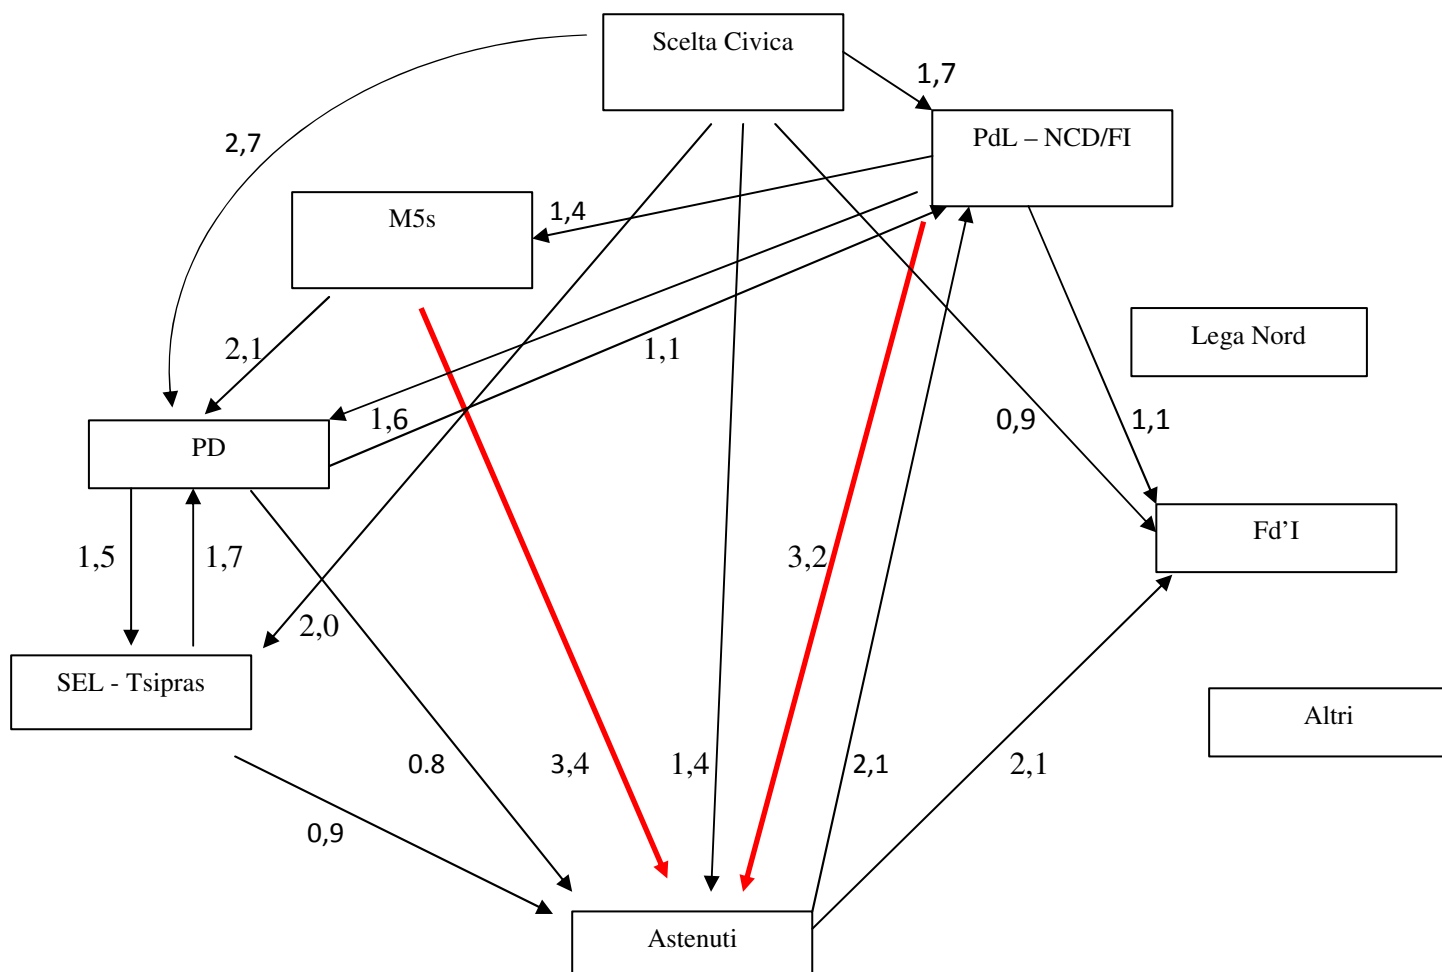 Scelta Civica
1,7
PdL – NCD/FI
2,7
M5s
1,4
Lega Nord
2,1
1,1
1,6
0,9
1,1
PD
1,5
1,7
3,2
Fd'I
2,0
SEL - Tsipras
Altri
0.8
3,4
1,4
2,1
2,1
0,9
Astenuti